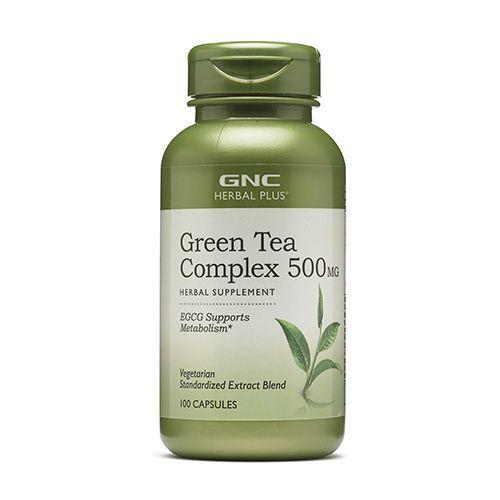 GNC
HERBAL PLUS®
Green Tea
Complex 500MG
HERBAL SUPPLEMENT
EGCG Supports
Metabolism*
Vegetarian
Standardized Extract Blend
100 CAPSULES